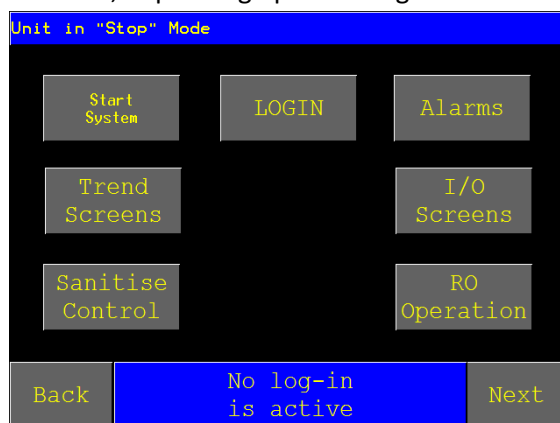 Unit in "Stop" Mode
Start
System
LOGIN
Alarms
Trend
Screens
I/O
Screens
Sanitise
Control
RO
Operation
Back
No log-in
is active
Next